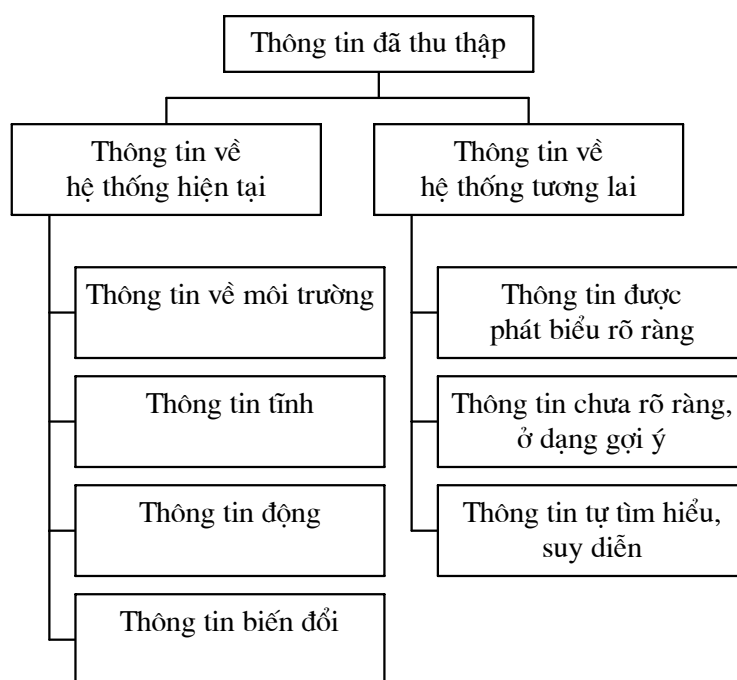 Thông tin đã thu thập
Thông tin về
hệ thống hiện tại
Thông tin về môi trường
Thông tin tĩnh
Thông tin động
Thông tin biến đổi
Thông tin về
hệ thống tương lai
Thông tin được
phát biểu rõ ràng
Thông tin chưa rõ ràng,
ở dạng gợi ý
Thông tin tự tìm hiểu,
suy diễn